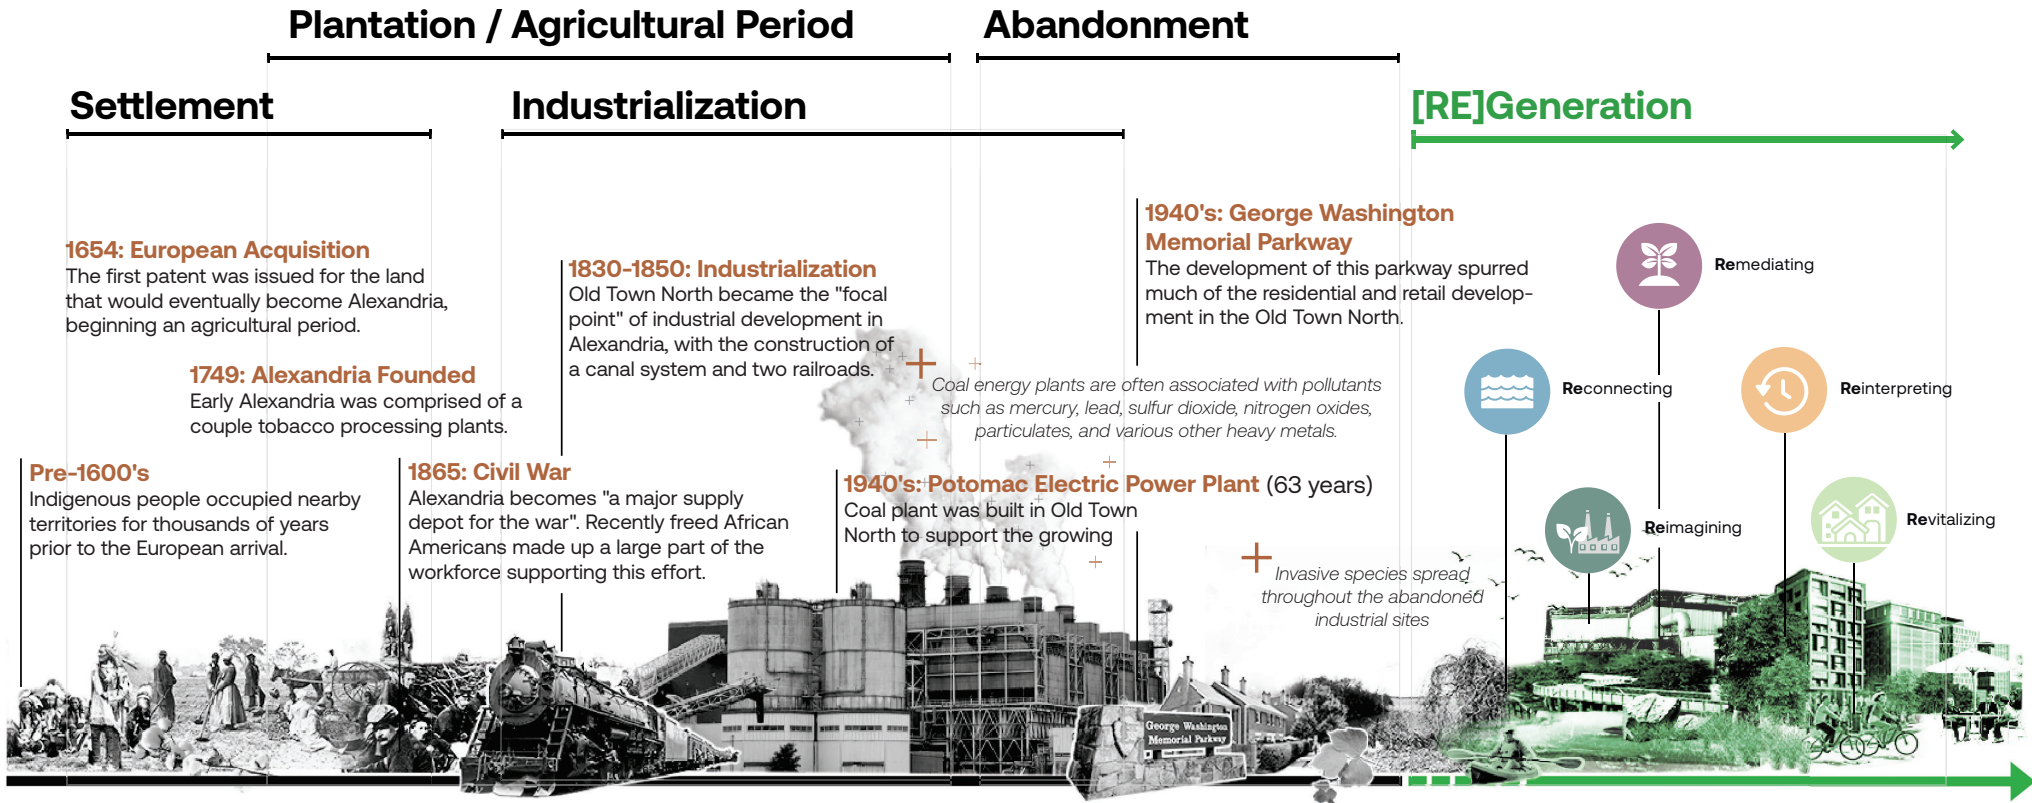 Plantation / Agricultural Period
Abandonment
Settlement
Industrialization
[RE]Generation
1654: European Acquisition
The first patent was issued for the land
that would eventually become Alexandria,
beginning an agricultural period.
1749: Alexandria Founded
Early Alexandria was comprised of a
couple tobacco processing plants.
Pre-1600's
Indigenous people occupied nearby
territories for thousands of years
prior to the European arrival.
1865: Civil War
Alexandria becomes "a major supply
depot for the war". Recently freed African
Americans made up a large part of the
workforce supporting this effort.
1830-1850: Industrialization
Old Town North became the "focal
point" of industrial development in
Alexandria, with the construction of
a canal system and two railroads.
Coal energy plants are often associated with pollutants
such as mercury, lead, sulfur dioxide, nitrogen oxides,
particulates, and various other heavy metals.
1940's: Potomac Electric Power Plant (63 years)
Coal plant was built in Old Town
North to support the growing
1940's: George Washington
Memorial Parkway
The development of this parkway spurred
much of the residential and retail develop-
ment in the Old Town North.
Invasive species spread
throughout the abandoned
industrial sites
George Washington
Memorial Parkway
Remediating
Reconnecting
Reinterpreting
Reimagining
Revitalizing